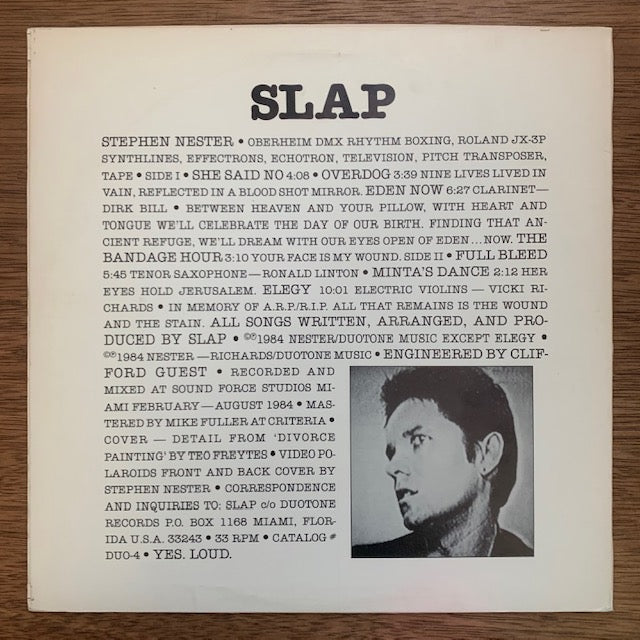 SLAP
STEPHEN NESTER • OBERHEIM DMX RHYTHM BOXING, ROLAND JX-3P
SYNTHLINES, EFFECTRONS, ECHOTRON, TELEVISION, PITCH TRANSPOSER,
TAPE • SIDE I • SHE SAID NO 4:08 • OVERDOG 3:39 NINE LIVES LIVED IN
VAIN, REFLECTED IN A BLOOD SHOT MIRROR. EDEN NOW 6:27 CLARINET—
DIRK BILL • BETWEEN HEAVEN AND YOUR PILLOW, WITH HEART AND
TONGUE WE'LL CELEBRATE THE DAY OF OUR BIRTH. FINDING THAT AN-
CIENT REFUGE, WE'LL DREAM WITH OUR EYES OPEN OF EDEN...NOW. THE
BANDAGE HOUR 3:10 YOUR FACE IS MY WOUND. SIDE II • FULL BLEED
5:45 TENOR SAXOPHONE—RONALD LINTON • MINTA'S DANCE 2:12 HER
EYES HOLD JERUSALEM. ELEGY 10:01 ELECTRIC VIOLINS — VICKI RI-
CHARDS • IN MEMORY OF A.R.P./R.I.P. ALL THAT REMAINS IS THE WOUND
AND THE STAIN. ALL SONGS WRITTEN, ARRANGED, AND PRO-
DUCED BY SLAP • ©℗1984 NESTER/DUOTONE MUSIC EXCEPT ELEGY •
©℗1984 NESTER —RICHARDS/DUOTONE MUSIC • ENGINEERED BY CLIF-
FORD GUEST • RECORDED AND
MIXED AT SOUND FORCE STUDIOS MI-
AMI FEBRUARY—AUGUST 1984 • MAS-
TERED BY MIKE FULLER AT CRITERIA •
COVER — DETAIL FROM 'DIVORCE
PAINTING' BY TEO FREYTES • VIDEO PO-
LAROIDS FRONT AND BACK COVER BY
STEPHEN NESTER • CORRESPONDENCE
AND INQUIRIES TO: SLAP c/o DUOTONE
RECORDS P.O. BOX 1168 MIAMI, FLOR-
IDA U.S.A. 33243 • 33 RPM • CATALOG #
DUO-4 • YES. LOUD.